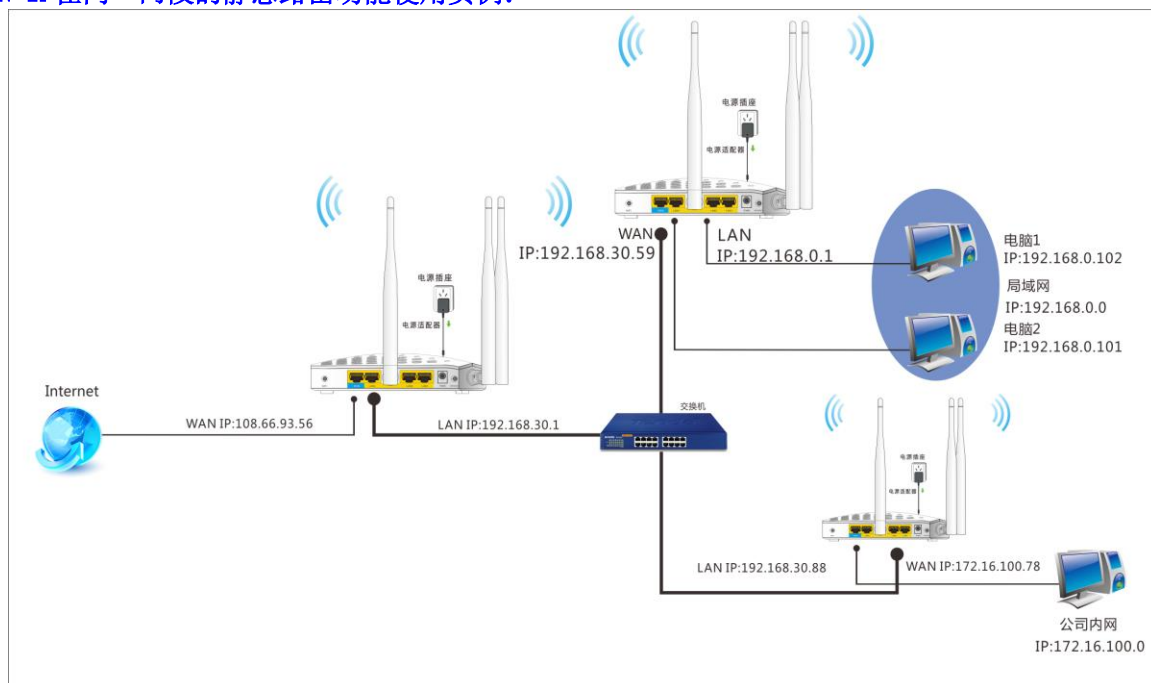 电源插座
电源适配器
WAN
IP:192.168.30.59
LAN
IP:192.168.0.1
电脑1
IP:192.168.0.102
局域网
IP:192.168.0.0
电脑2
IP:192.168.0.101
电源插座
电源适配器
Internet
WAN IP:108.66.93.56
LAN IP:192.168.30.1
交换机
电源插座
电源适配器
LAN IP:192.168.30.88
WAN IP:172.16.100.78
公司内网
IP:172.16.100.0